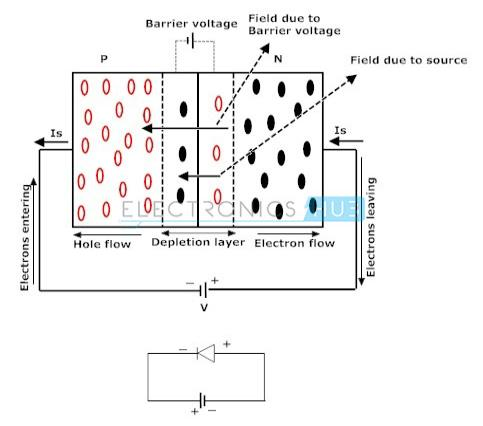 Barrier voltage
Field due to
Barrier voltage
P
N
Field due to source
Is
Is
Electrons entering
Electrons leaving
ELECTRONICS HUB
Hole flow
Depletion layer
Electron flow
− +
V
− +
+ −